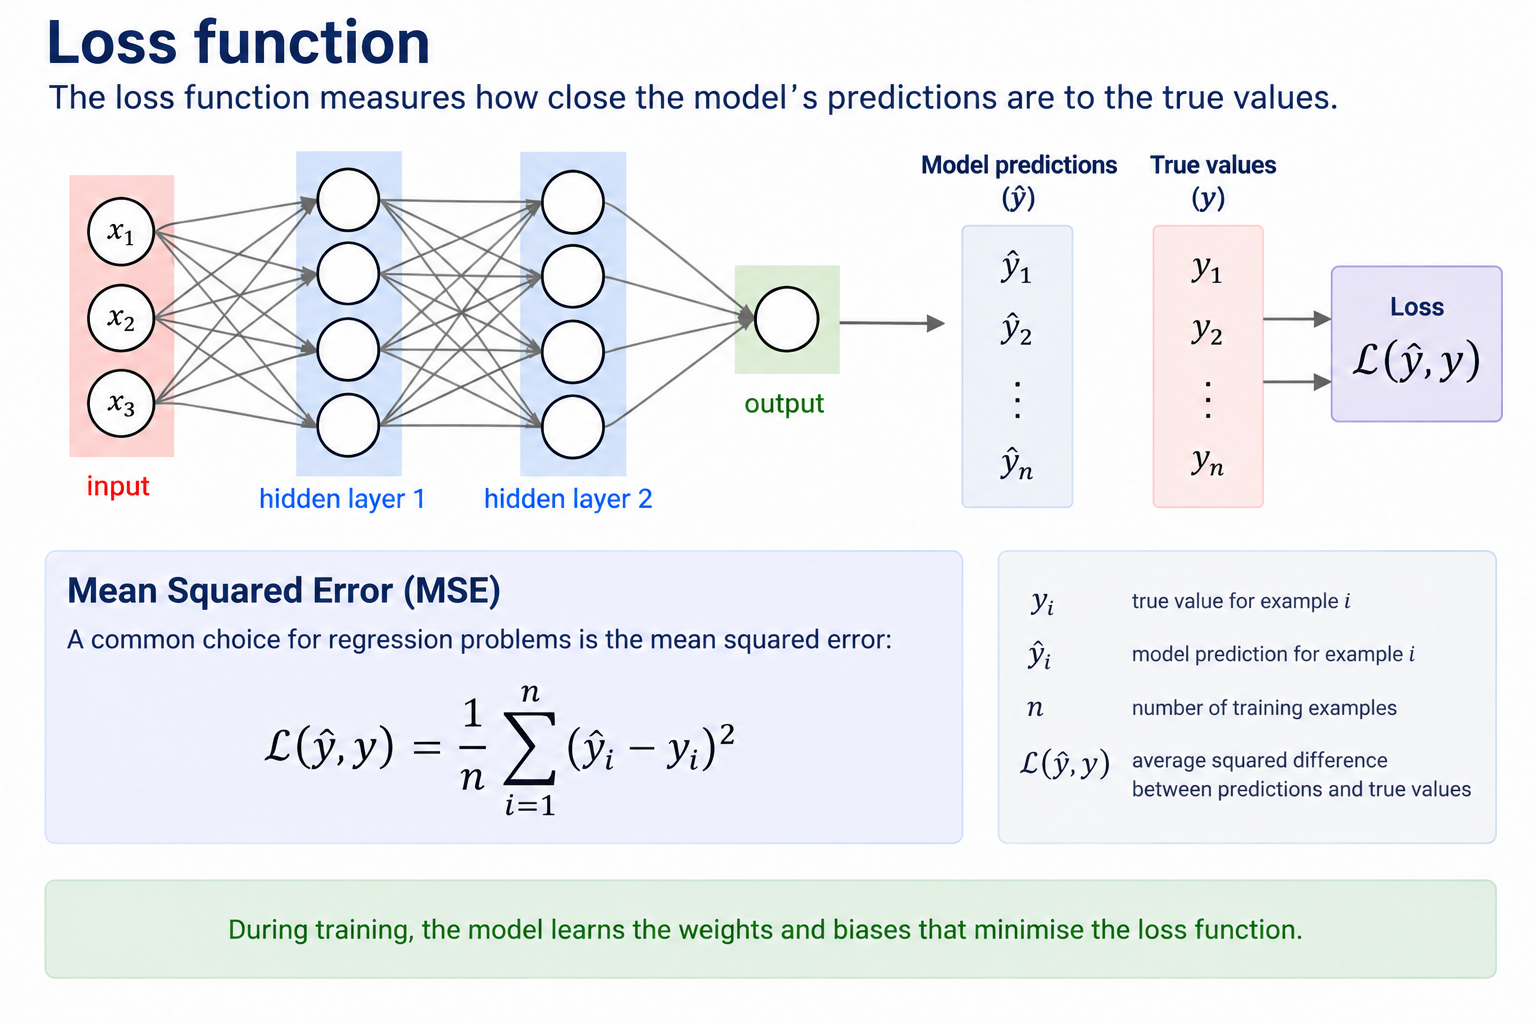 Loss function
The loss function measures how close the model's predictions are to the true values.
x₁
x₂
x₃
input
hidden layer 1
hidden layer 2
output
Model predictions
(ŷ)
ŷ₁
ŷ₂
⋮
ŷₙ
True values
(y)
y₁
y₂
⋮
yₙ
Loss
ℒ(ŷ, y)
Mean Squared Error (MSE)
A common choice for regression problems is the mean squared error:
ℒ(ŷ, y) = 1/n ∑ᵢ₌₁ⁿ (ŷᵢ − yᵢ)²
yᵢ true value for example i
ŷᵢ model prediction for example i
n number of training examples
ℒ(ŷ, y) average squared difference
between predictions and true values
During training, the model learns the weights and biases that minimise the loss function.